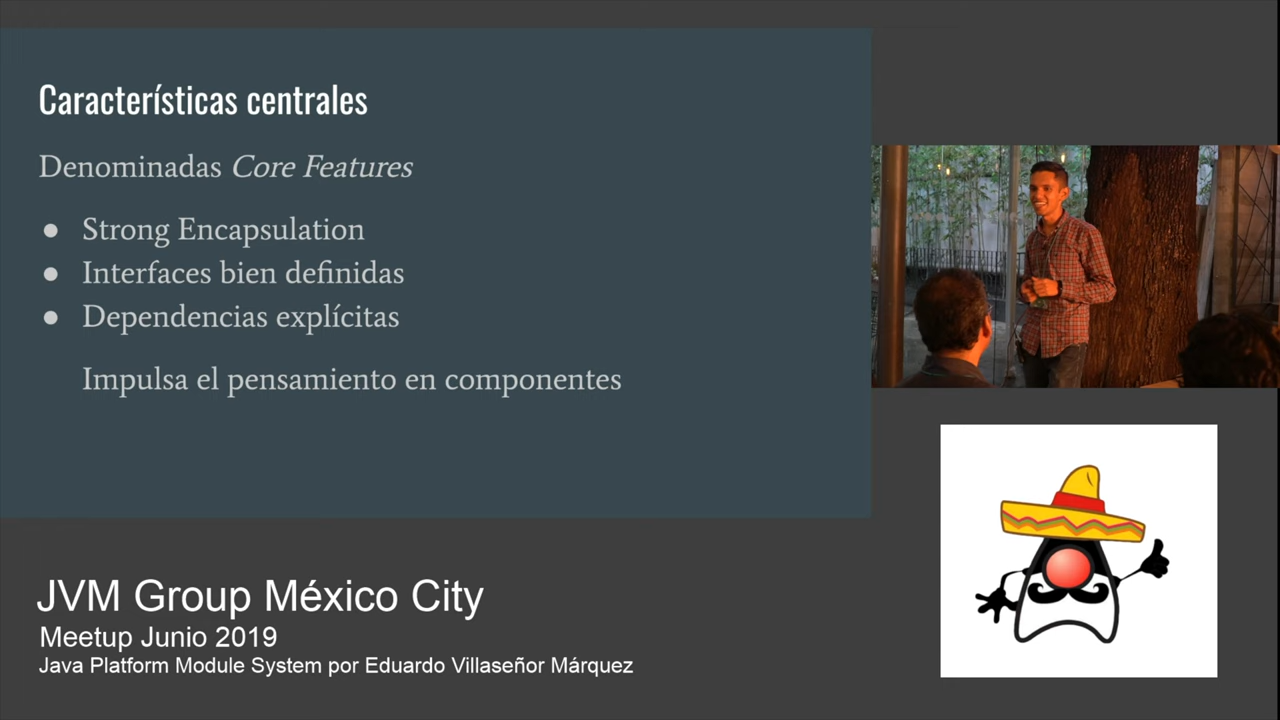 Características centrales
Denominadas Core Features
● Strong Encapsulation
● Interfaces bien definidas
● Dependencias explícitas
Impulsa el pensamiento en componentes
JVM Group México City
Meetup Junio 2019
Java Platform Module System por Eduardo Villaseñor Márquez